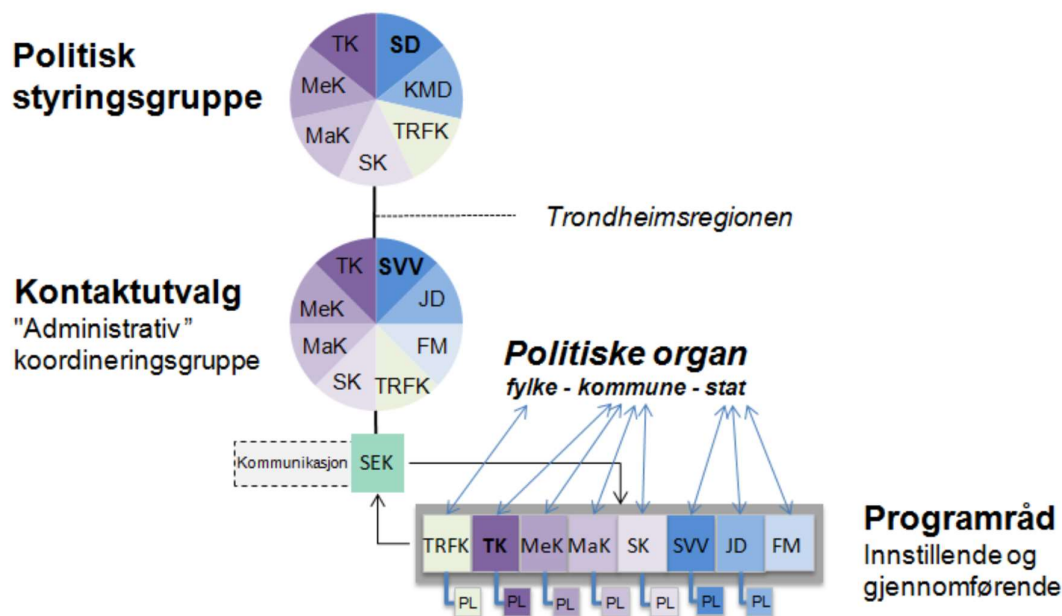 Politisk
styringsgruppe
TK
SD
MeK
KMD
MaK
TRFK
SK
Trondheimsregionen
Kontaktutvalg
"Administrativ”
koordineringsgruppe
TK
SVV
MeK
JD
MaK
FM
SK
TRFK
Politiske organ
fylke - kommune - stat
Kommunikasjon
SEK
TRFK TK MeK MaK SK SVV JD FM
PL PL PL PL PL PL PL
Programråd
Innstillende og
gjennomførende